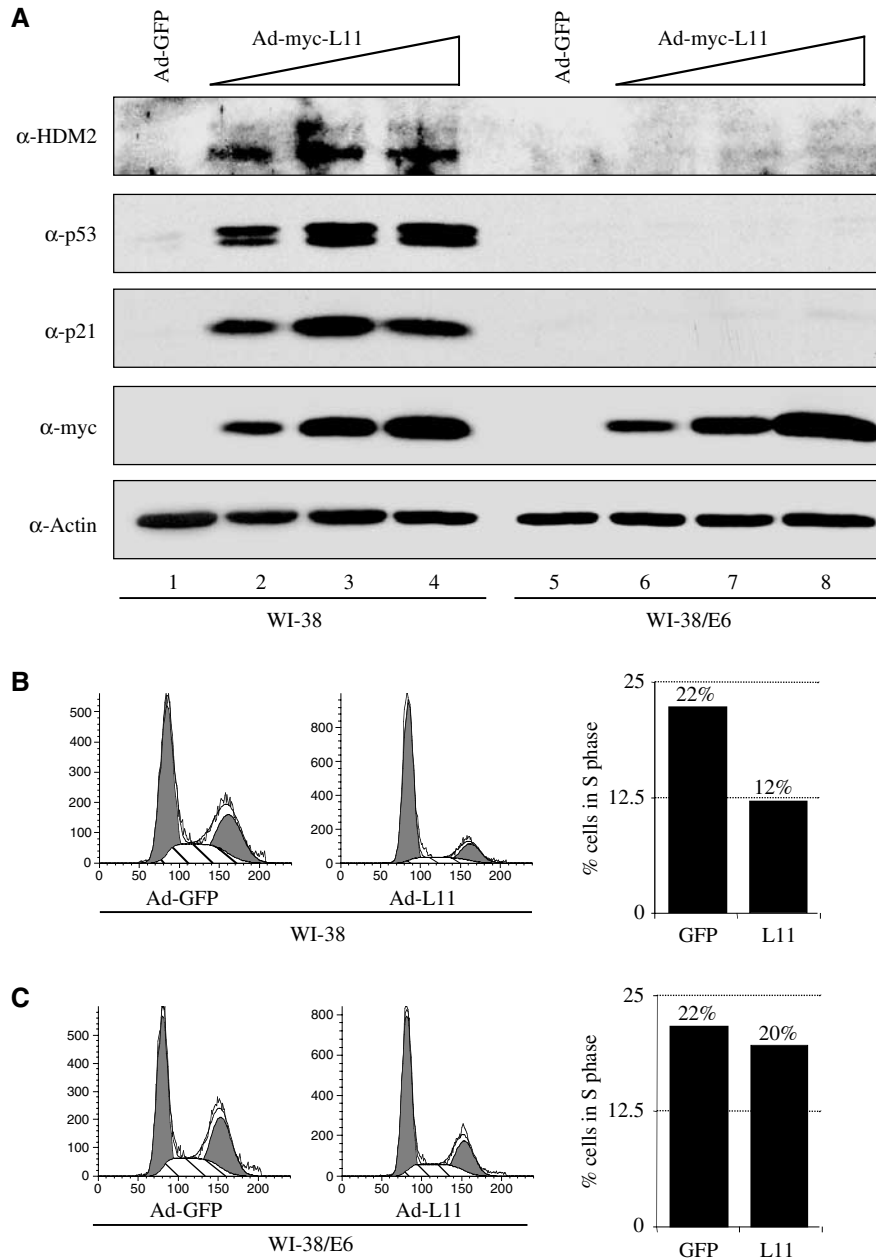 A
Ad-GFP
Ad-myc-L11
Ad-GFP
Ad-myc-L11
α-HDM2
α-p53
α-p21
α-myc
α-Actin
1 2 3 4 5 6 7 8
WI-38 WI-38/E6
B
500
400
300
200
100
0
0 50 100 150 200
Ad-GFP
800
600
400
200
0
0 50 100 150 200
Ad-L11
WI-38
% cells in S phase
25
12.5
0
22%
12%
GFP L11
C
500
400
300
200
100
0
0 50 100 150 200
Ad-GFP
800
600
400
200
0
0 50 100 150 200
Ad-L11
WI-38/E6
% cells in S phase
25
12.5
0
22%
20%
GFP L11